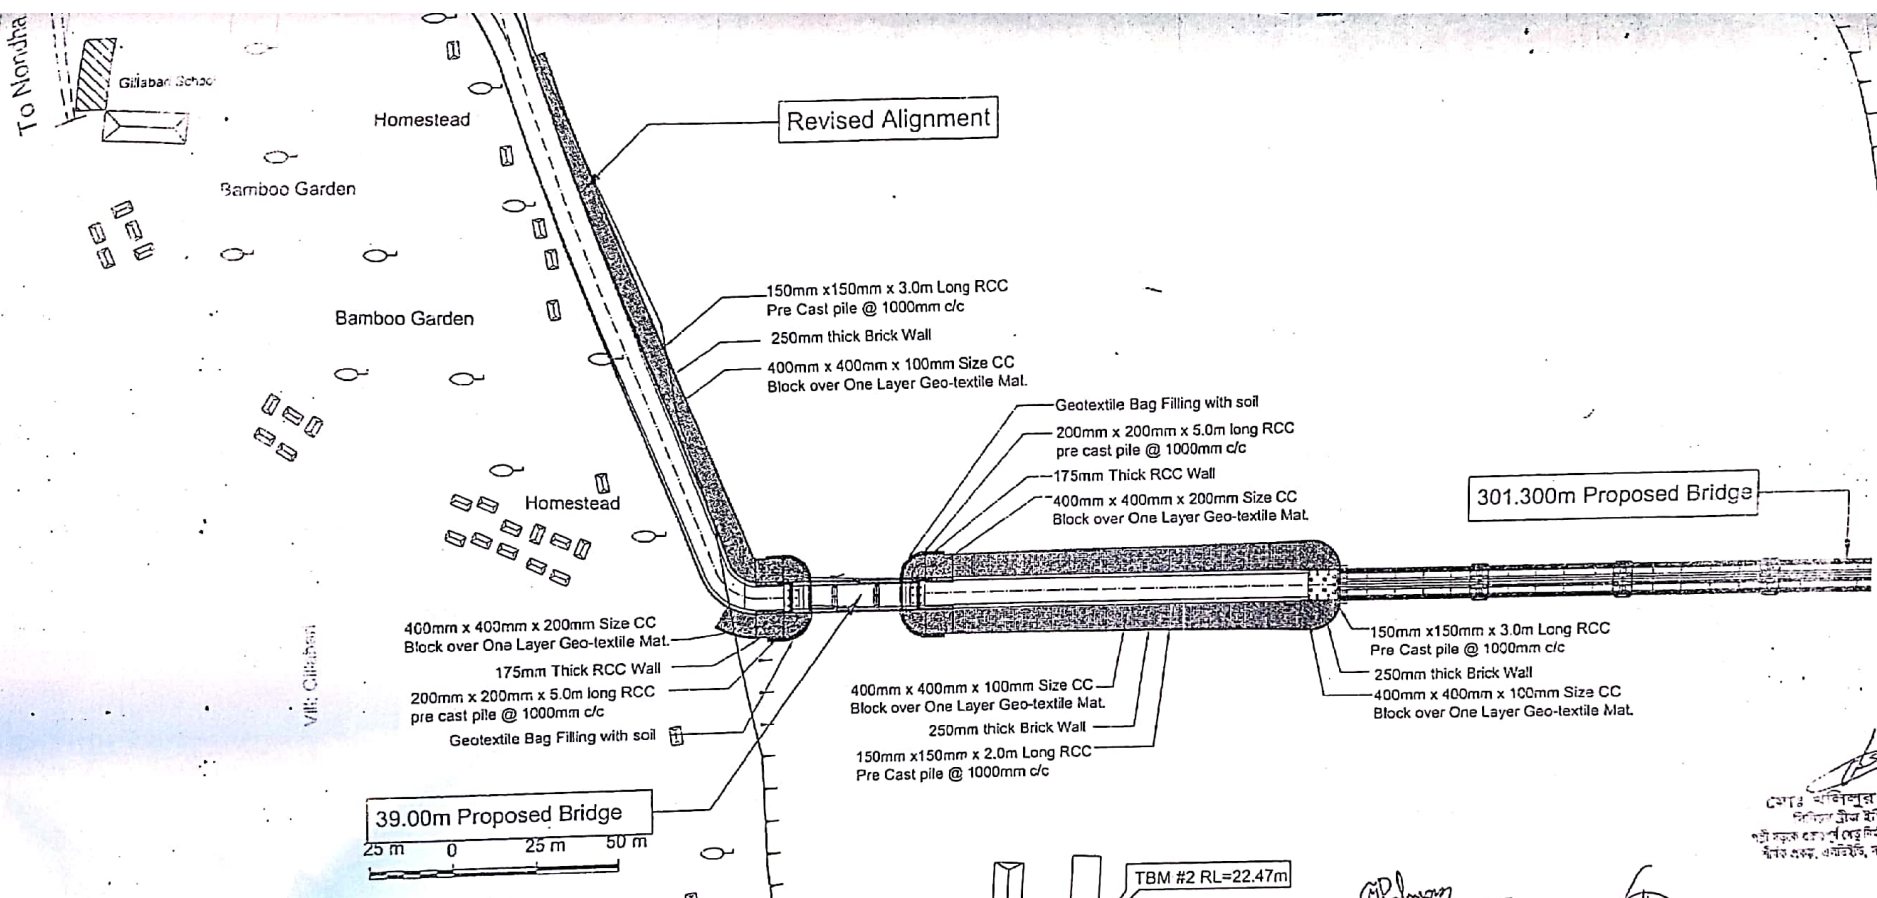 To Nondha
Gillabari School
Homestead
Revised Alignment
Bamboo Garden
150mm x150mm x 3.0m Long RCC
Pre Cast pile @ 1000mm c/c
Bamboo Garden
250mm thick Brick Wall
400mm x 400mm x 100mm Size CC
Block over One Layer Geo-textile Mat.
Geotextile Bag Filling with soil
200mm x 200mm x 5.0m long RCC
pre cast pile @ 1000mm c/c
175mm Thick RCC Wall
400mm x 400mm x 200mm Size CC
Block over One Layer Geo-textile Mat.
301.300m Proposed Bridge
Homestead
400mm x 400mm x 200mm Size CC
Block over One Layer Geo-textile Mat.
175mm Thick RCC Wall
200mm x 200mm x 5.0m long RCC
pre cast pile @ 1000mm c/c
Geotextile Bag Filling with soil
Vill: Gillabari
400mm x 400mm x 100mm Size CC
Block over One Layer Geo-textile Mat.
250mm thick Brick Wall
150mm x150mm x 2.0m Long RCC
Pre Cast pile @ 1000mm c/c
150mm x150mm x 3.0m Long RCC
Pre Cast pile @ 1000mm c/c
250mm thick Brick Wall
400mm x 400mm x 100mm Size CC
Block over One Layer Geo-textile Mat.
39.00m Proposed Bridge
25 m 0 25 m 50 m
TBM #2 RL=22.47m
মোঃ খলিলুর